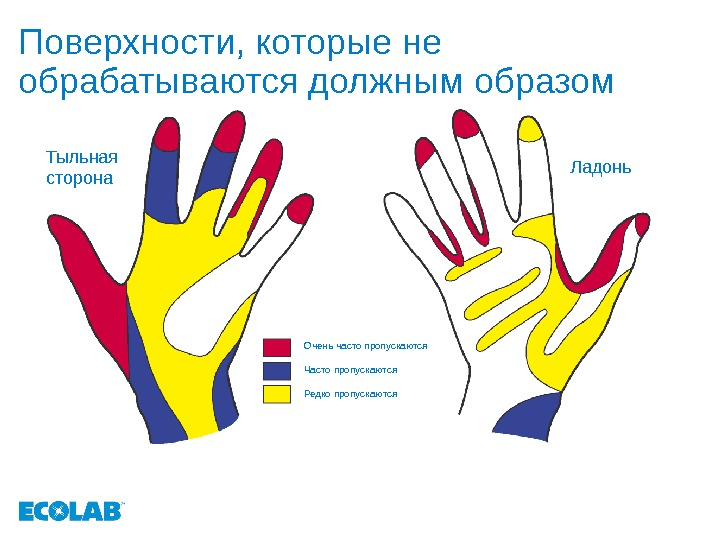 Поверхности, которые не
обрабатываются должным образом
Тыльная
сторона
Ладонь
Очень часто пропускаются
Часто пропускаются
Редко пропускаются
ECOLAB